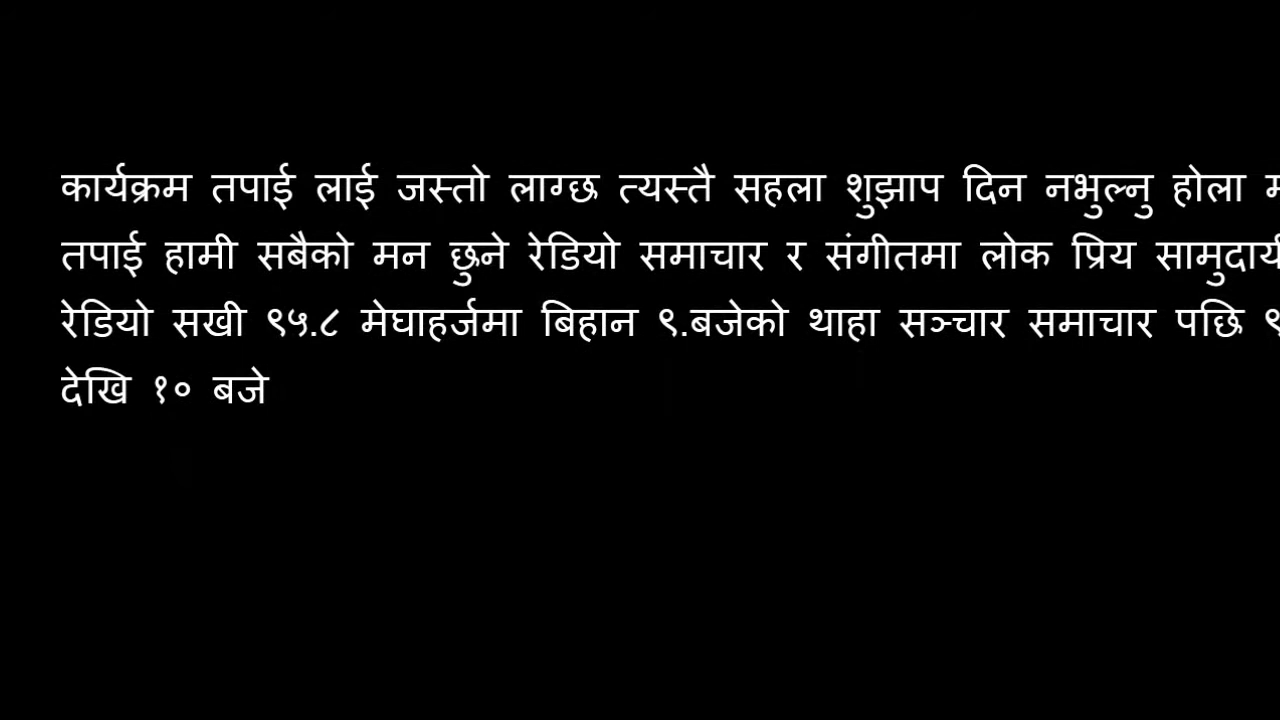 कार्यक्रम तपाई लाई जस्तो लाग्छ त्यस्तै सहला शुझाप दिन नभुल्नु होला
तपाई हामी सबैको मन छुने रेडियो समाचार र संगीतमा लोक प्रिय
रेडियो सखी ९५.८ मेघाहर्जमा बिहान ९.बजेको थाहा सञ्चार समाचार पछि
देखि १० बजे